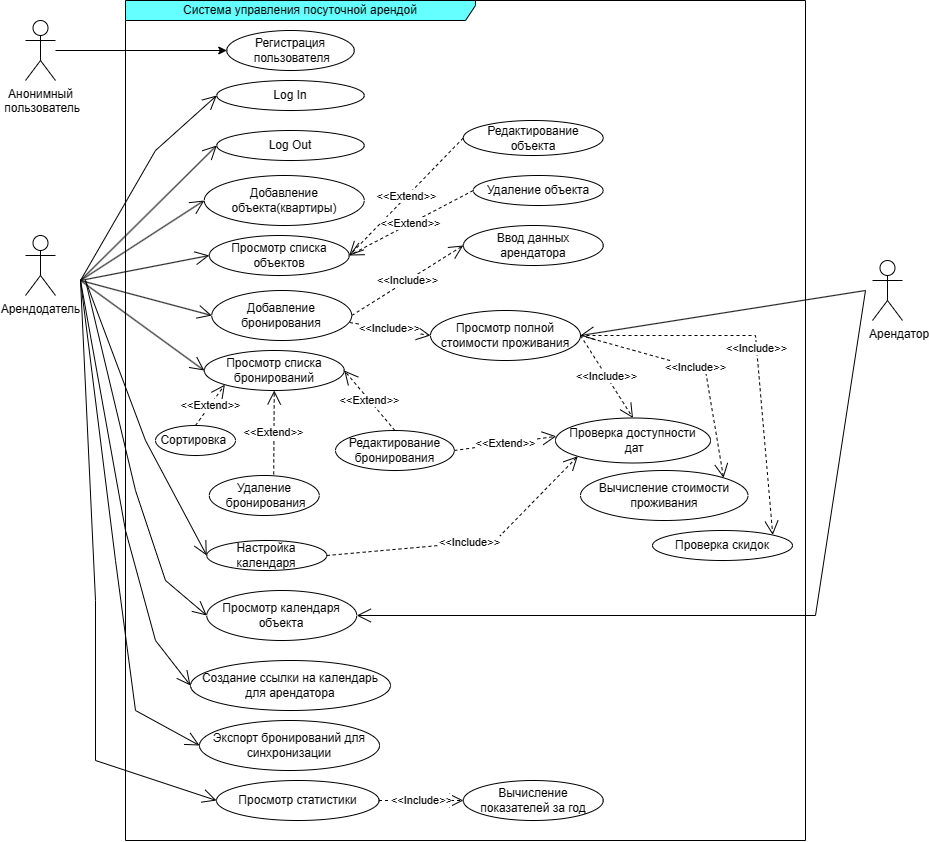 Система управления посуточной арендой
Анонимный
пользователь
Регистрация
пользователя
Log In
Log Out
Редактирование
объекта
<<Extend>>
Удаление объекта
<<Extend>>
Добавление
объекта(квартиры)
Просмотр списка
объектов
Ввод данных
арендатора
<<Include>>
Арендодатель
Добавление
бронирования
<<Include>>
Просмотр полной
стоимости проживания
Арендатор
<<Include>>
<<Include>>
<<Include>>
Просмотр списка
бронирований
<<Extend>>
<<Extend>>
<<Extend>>
Сортировка
Редактирование
бронирования
<<Extend>>
Проверка доступности
дат
Удаление
бронирования
Вычисление стоимости
проживания
Настройка
календаря
<<Include>>
Проверка скидок
Просмотр календаря
объекта
Создание ссылки на календарь
для арендатора
Экспорт бронирований для
синхронизации
Просмотр статистики
<<Include>>
Вычисление
показателей за год